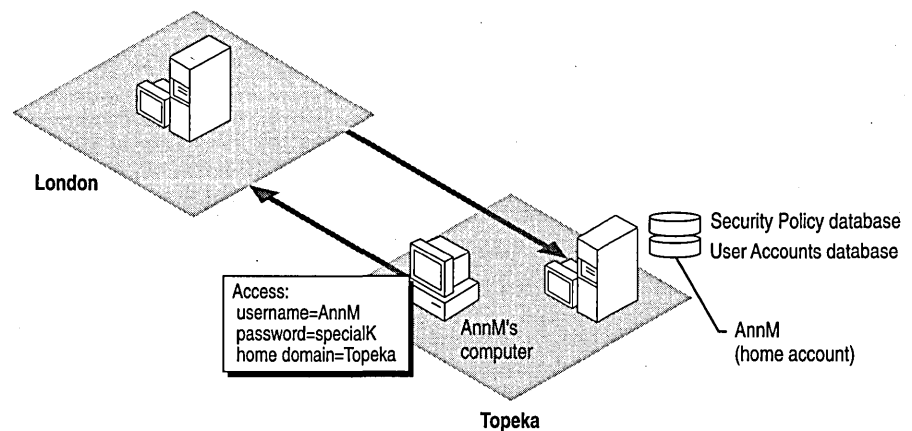 London
Security Policy database
User Accounts database
Access:
username=AnnM
password=specialK
home domain=Topeka
AnnM's
computer
AnnM
(home account)
Topeka